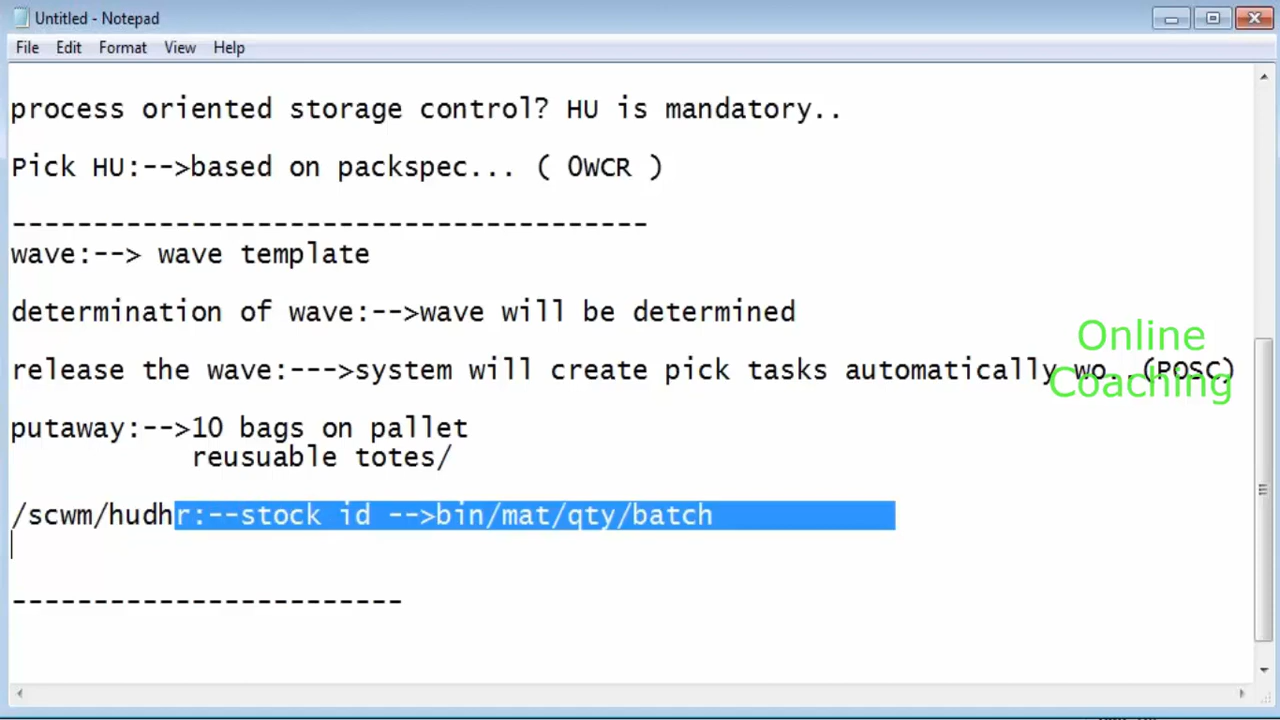 Untitled - Notepad
File Edit Format View Help
process oriented storage control? HU is mandatory..
Pick HU:-->based on packspec... ( 0WCR )
---------------------------------------
wave:--> wave template
determination of wave:-->wave will be determined
release the wave:--->system will create pick tasks automatically wo..(POSC)
putaway:-->10 bags on pallet
reusuable totes/
/scwm/hudhr:--stock id -->bin/mat/qty/batch
------------------------
Online
Coaching